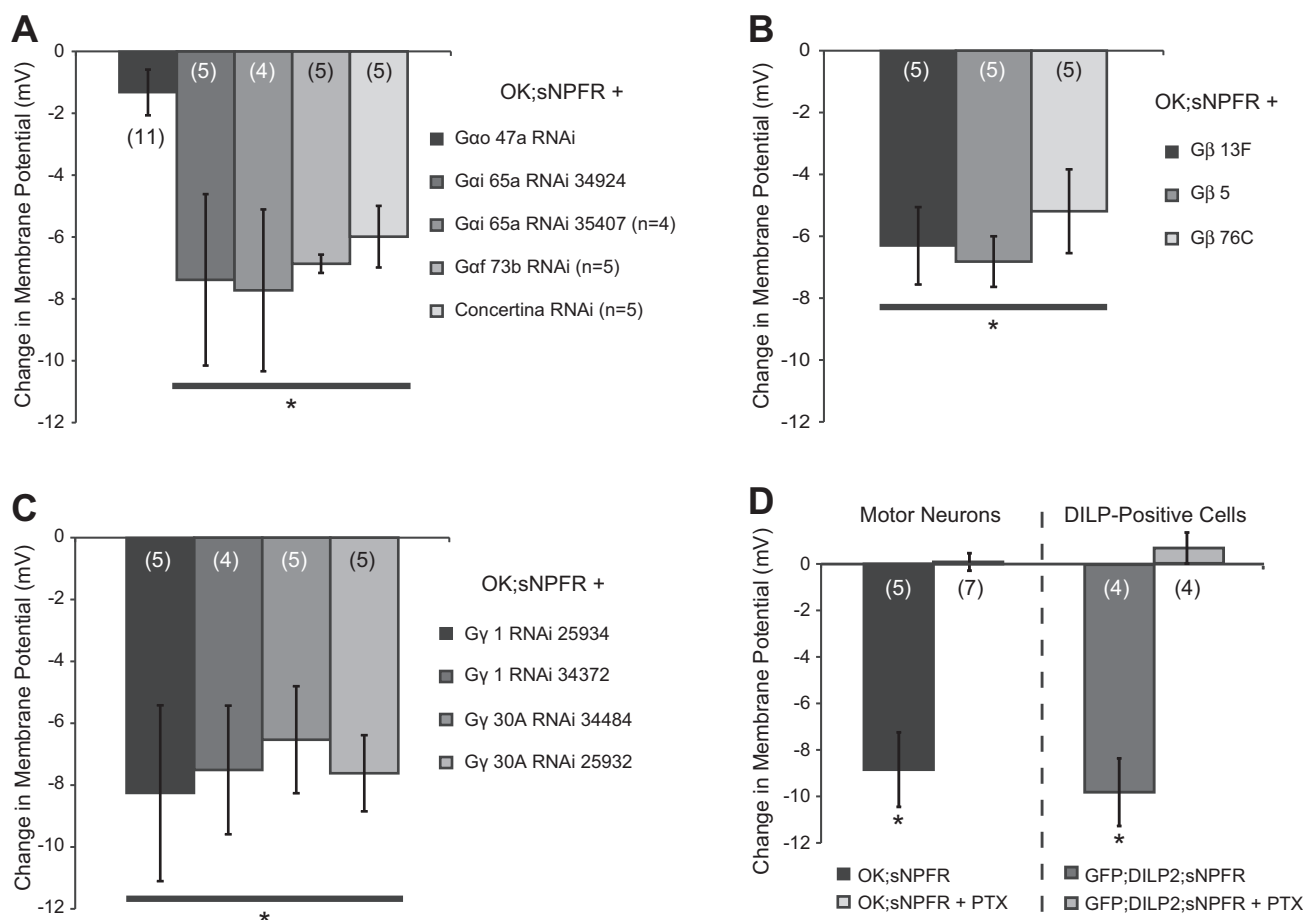 A
Change in Membrane Potential (mV)
0
-2
-4
-6
-8
-10
-12
(11)
(5)
(4)
(5)
(5)
*
OK;sNPFR +
Gαo 47a RNAi
Gαi 65a RNAi 34924
Gαi 65a RNAi 35407 (n=4)
Gαf 73b RNAi (n=5)
Concertina RNAi (n=5)
B
Change in Membrane Potential (mV)
0
-2
-4
-6
-8
-10
-12
(5)
(5)
(5)
*
OK;sNPFR +
Gβ 13F
Gβ 5
Gβ 76C
C
Change in Membrane Potential (mV)
0
-2
-4
-6
-8
-10
-12
(5)
(4)
(5)
(5)
*
OK;sNPFR +
Gγ 1 RNAi 25934
Gγ 1 RNAi 34372
Gγ 30A RNAi 34484
Gγ 30A RNAi 25932
D
Motor Neurons
DILP-Positive Cells
Change in Membrane Potential (mV)
0
-2
-4
-6
-8
-10
-12
(5)
(7)
(4)
(4)
*
*
OK;sNPFR
OK;sNPFR + PTX
GFP;DILP2;sNPFR
GFP;DILP2;sNPFR + PTX